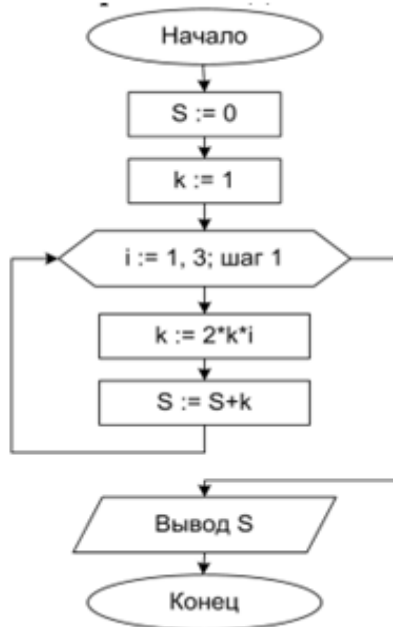 Начало
S := 0
k := 1
i := 1, 3; шаг 1
k := 2*k*i
S := S+k
Вывод S
Конец